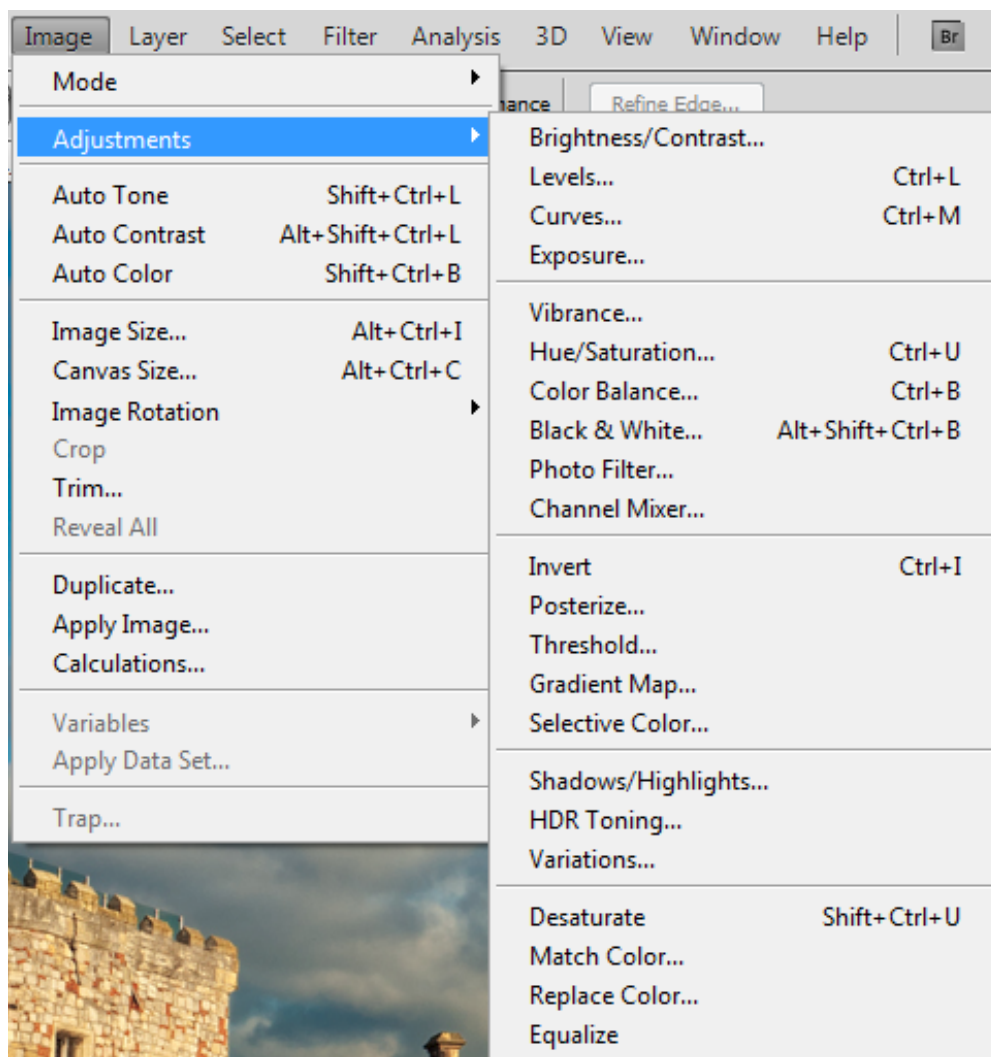 Image Layer Select Filter Analysis 3D View Window Help Br
Mode
Refine Edge...
Adjustments
Auto Tone Shift+Ctrl+L
Auto Contrast Alt+Shift+Ctrl+L
Auto Color Shift+Ctrl+B
Image Size... Alt+Ctrl+I
Canvas Size... Alt+Ctrl+C
Image Rotation
Crop
Trim...
Reveal All
Duplicate...
Apply Image...
Calculations...
Variables
Apply Data Set...
Trap...
Brightness/Contrast...
Levels... Ctrl+L
Curves... Ctrl+M
Exposure...
Vibrance...
Hue/Saturation... Ctrl+U
Color Balance... Ctrl+B
Black & White... Alt+Shift+Ctrl+B
Photo Filter...
Channel Mixer...
Invert Ctrl+I
Posterize...
Threshold...
Gradient Map...
Selective Color...
Shadows/Highlights...
HDR Toning...
Variations...
Desaturate Shift+Ctrl+U
Match Color...
Replace Color...
Equalize